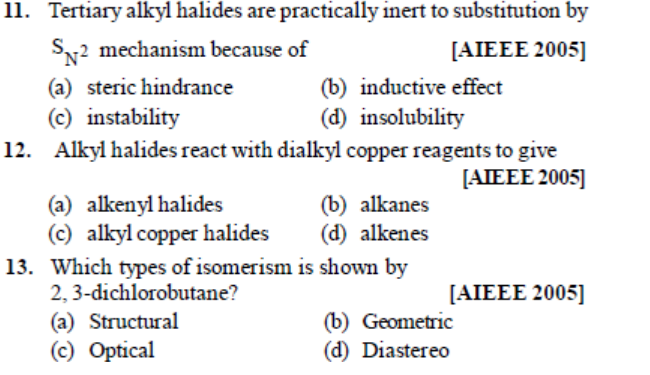 11. Tertiary alkyl halides are practically inert to substitution by
S_N2 mechanism because of [AIEEE 2005]
(a) steric hindrance (b) inductive effect
(c) instability (d) insolubility
12. Alkyl halides react with dialkyl copper reagents to give
[AIEEE 2005]
(a) alkenyl halides (b) alkanes
(c) alkyl copper halides (d) alkenes
13. Which types of isomerism is shown by
2, 3-dichlorobutane? [AIEEE 2005]
(a) Structural (b) Geometric
(c) Optical (d) Diastereo